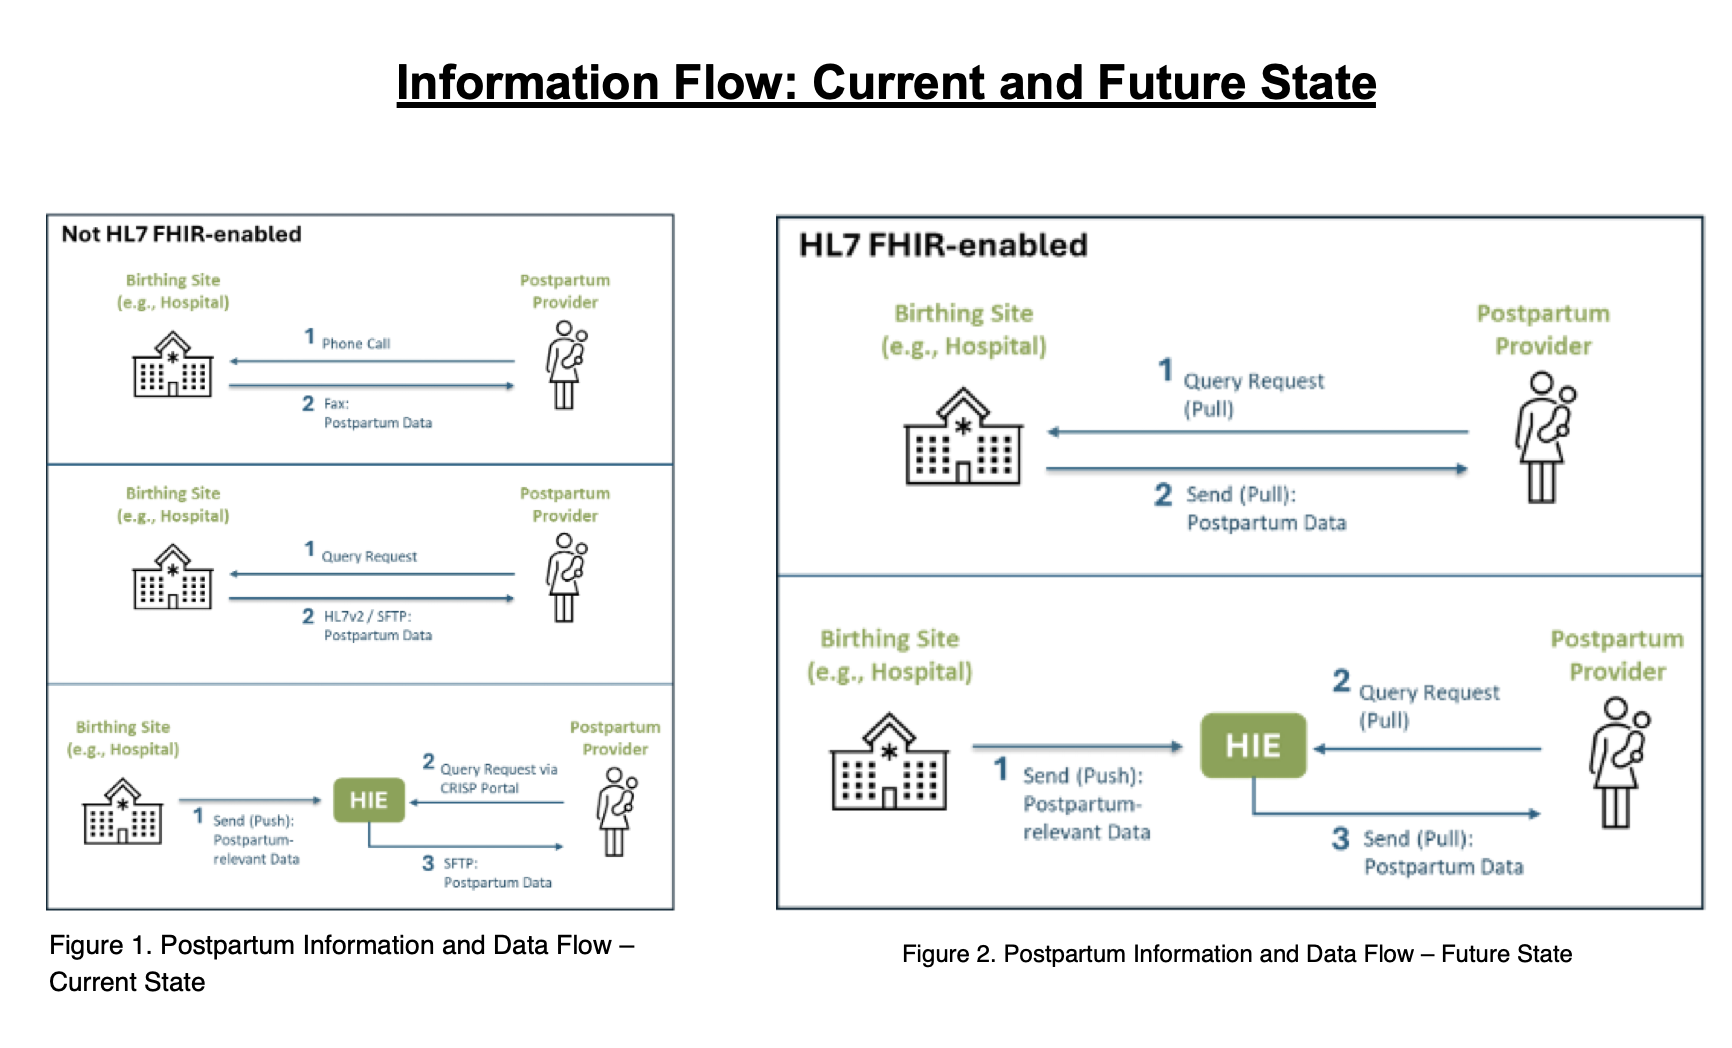 Information Flow: Current and Future State
Not HL7 FHIR-enabled
Birthing Site
(e.g., Hospital)
Postpartum
Provider
1 Phone Call
2 Fax:
Postpartum Data
Birthing Site
(e.g., Hospital)
Postpartum
Provider
1 Query Request
2 HL7v2 / SFTP:
Postpartum Data
Birthing Site
(e.g., Hospital)
Postpartum
Provider
HIE
1 Send (Push):
Postpartum-
relevant Data
2 Query Request via
CRISP Portal
3 SFTP:
Postpartum Data
Figure 1. Postpartum Information and Data Flow –
Current State
HL7 FHIR-enabled
Birthing Site
(e.g., Hospital)
Postpartum
Provider
1 Query Request
(Pull)
2 Send (Pull):
Postpartum Data
Birthing Site
(e.g., Hospital)
Postpartum
Provider
HIE
1 Send (Push):
Postpartum-
relevant Data
2 Query Request
(Pull)
3 Send (Pull):
Postpartum Data
Figure 2. Postpartum Information and Data Flow – Future State